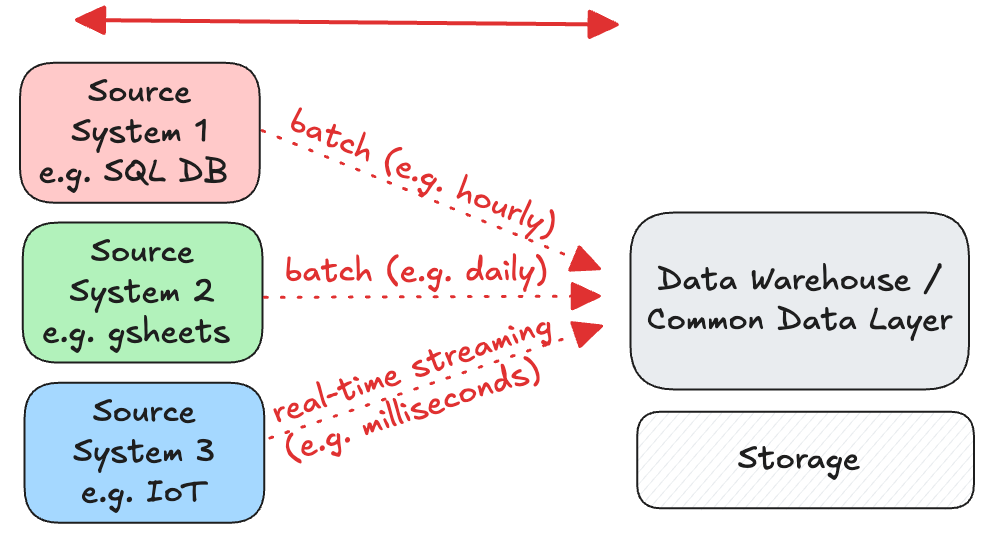 Source
System 1
e.g. SQL DB
batch (e.g. hourly)
Source
System 2
e.g. gsheets
batch (e.g. daily)
Source
System 3
e.g. IoT
real-time streaming
(e.g. milliseconds)
Data Warehouse /
Common Data Layer
Storage